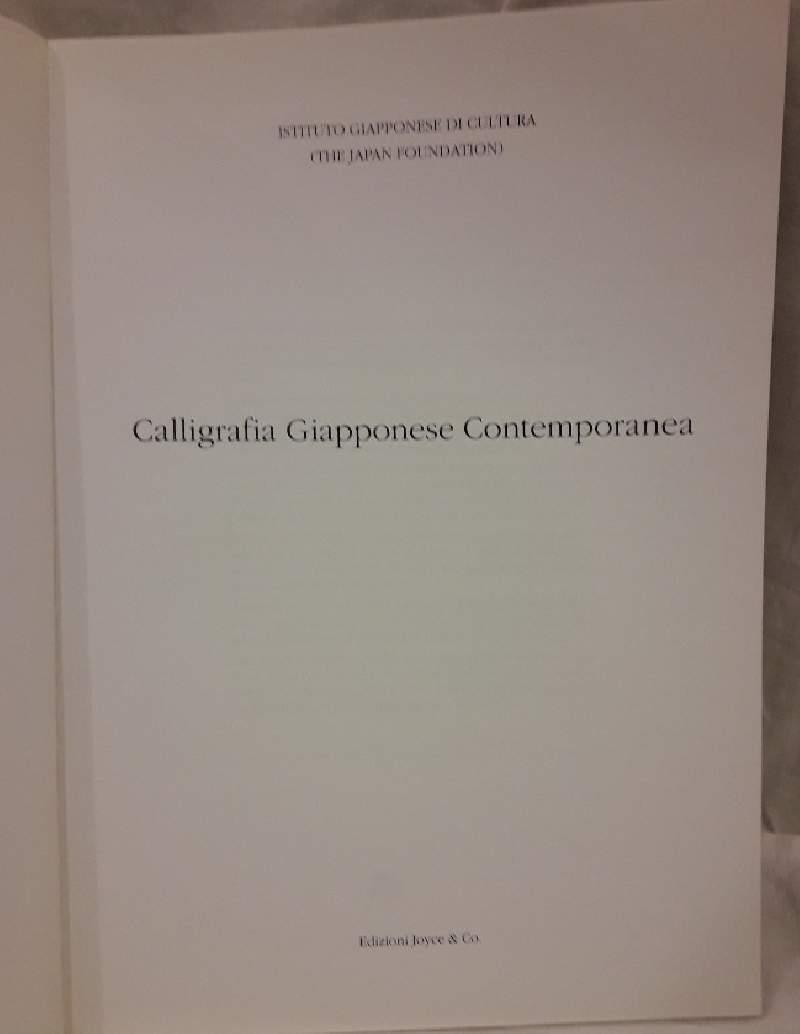 ISTITUTO GIAPPONESE DI CULTURA
(THE JAPAN FOUNDATION)
Calligrafia Giapponese Contemporanea
Edizioni Joyce & Co.